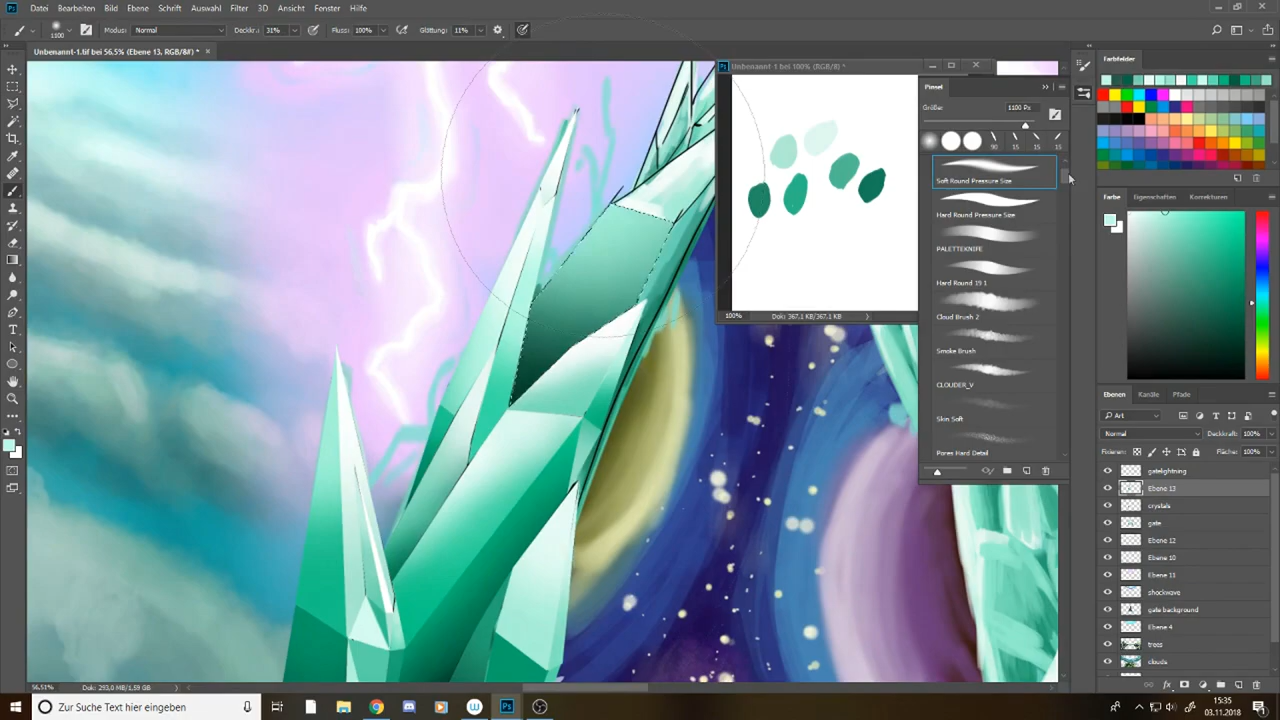 Datei Bearbeiten Bild Ebene Schrift Auswahl Filter 3D Ansicht Fenster Hilfe
1100 Modus: Normal Deckkr.: 31% Fluss: 100% Glättung: 11%
Unbenannt-1.tif bei 56,5% (Ebene 13, RGB/8#) *
Unbenannt-1 bei 100% (RGB/8) *
Pinsel
Größe: 1100 Px
90 15 15 15
Soft Round Pressure Size
Hard Round Pressure Size
PALETTEKNIFE
Hard Round 19 1
Cloud Brush 2
Smoke Brush
CLOUDER_V
Skin Soft
Pores Hard Detail
100% Dok: 367,1 KB/367,1 KB
Farbfelder
Farbe Eigenschaften Korrekturen
Ebenen Kanäle Pfade
Art
Normal Deckkraft: 100%
Fixieren: Fläche: 100%
gatelightning
Ebene 13
crystals
gate
Ebene 12
Ebene 10
Ebene 11
shockwave
gate background
Ebene 4
trees
clouds
56,51% Dok: 293,0 MB/1,59 GB
Zur Suche Text hier eingeben
15:35
03.11.2018